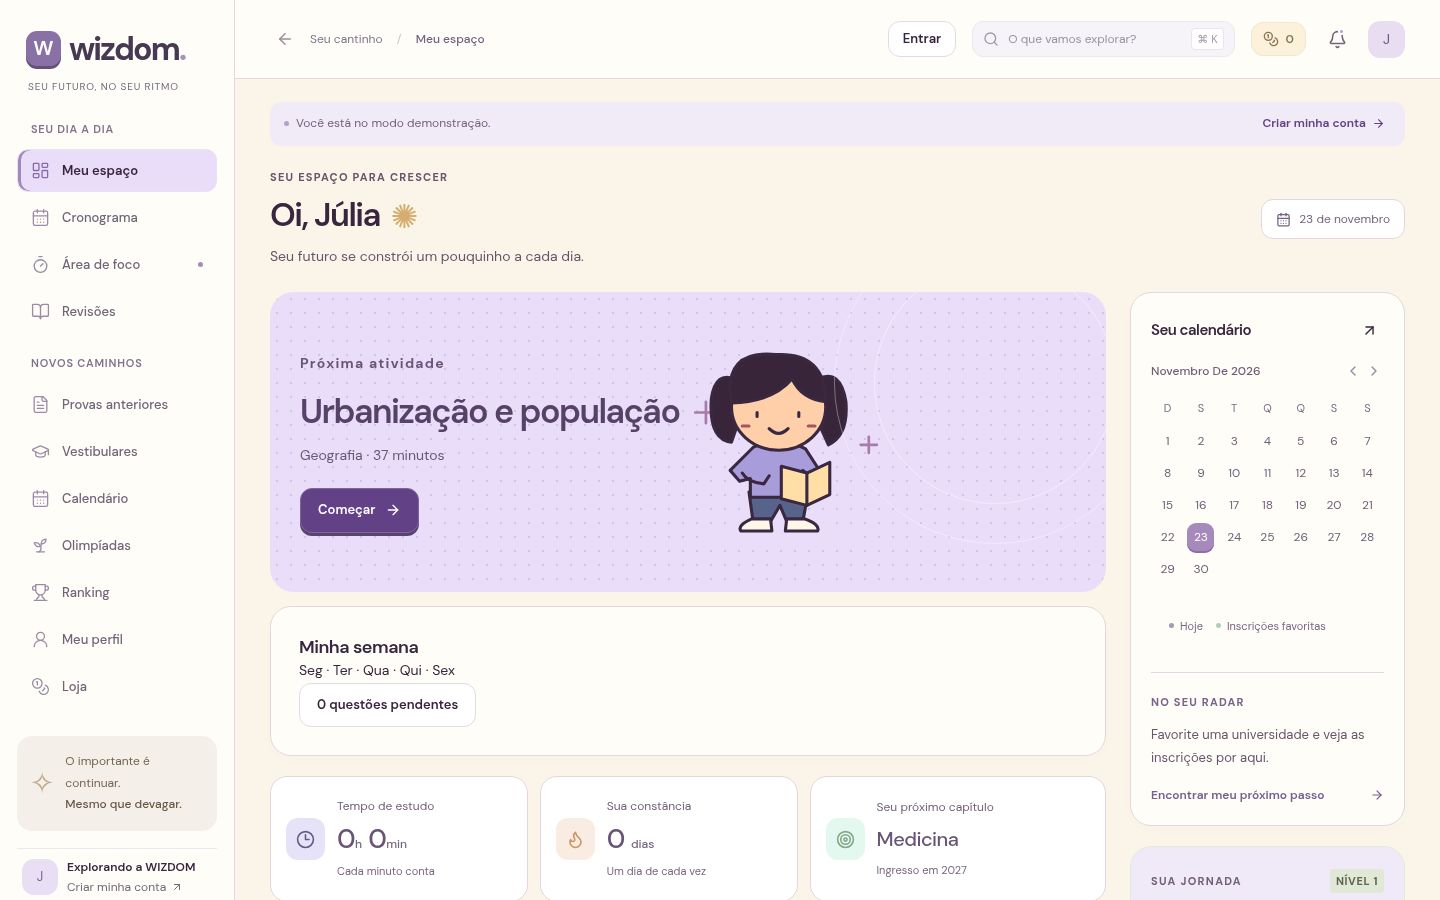 W wizdom.
SEU FUTURO, NO SEU RITMO
SEU DIA A DIA
Meu espaço
Cronograma
Área de foco
Revisões
NOVOS CAMINHOS
Provas anteriores
Vestibulares
Calendário
Olimpíadas
Ranking
Meu perfil
Loja
O importante é
continuar.
Mesmo que devagar.
J
Explorando a WIZDOM
Criar minha conta
Seu cantinho / Meu espaço
Entrar
O que vamos explorar?
⌘ K
0
J
Você está no modo demonstração.
Criar minha conta
SEU ESPAÇO PARA CRESCER
Oi, Júlia
Seu futuro se constrói um pouquinho a cada dia.
23 de novembro
Próxima atividade
Urbanização e população
Geografia · 37 minutos
Começar
Minha semana
Seg · Ter · Qua · Qui · Sex
0 questões pendentes
Tempo de estudo
0h 0min
Cada minuto conta
Sua constância
0 dias
Um dia de cada vez
Seu próximo capítulo
Medicina
Ingresso em 2027
Seu calendário
Novembro De 2026
D S T Q Q S S
1 2 3 4 5 6 7
8 9 10 11 12 13 14
15 16 17 18 19 20 21
22 23 24 25 26 27 28
29 30
Hoje
Inscrições favoritas
NO SEU RADAR
Favorite uma universidade e veja as
inscrições por aqui.
Encontrar meu próximo passo
SUA JORNADA
NÍVEL 1